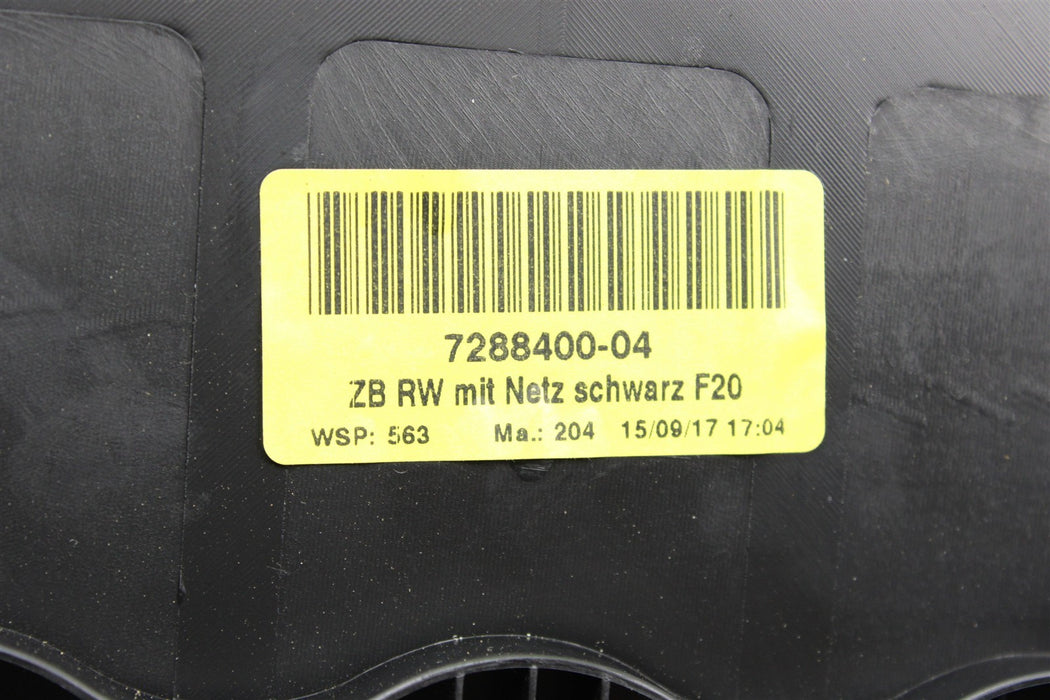 7288400-04
ZB RW mit Netz schwarz F20
WSP: 563 Ma.: 204 15/09/17 17:04